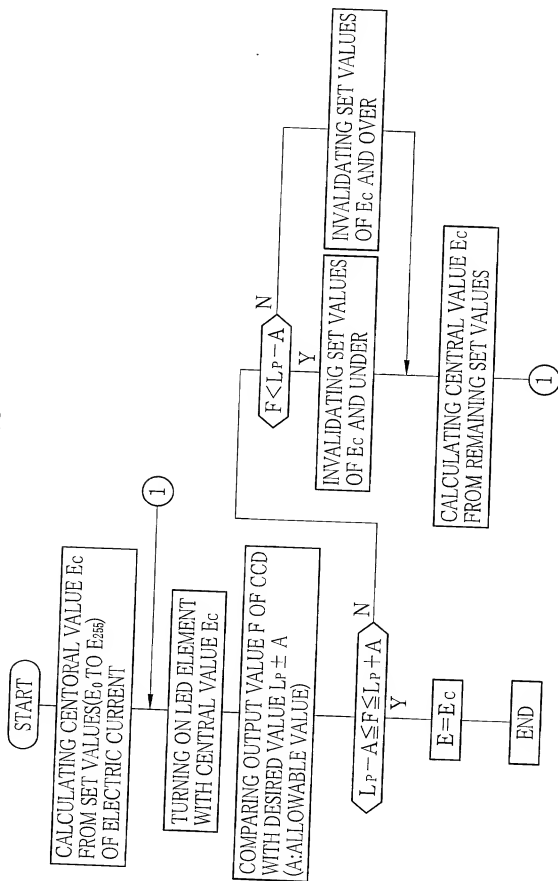 START
CALCULATING CENTORAL VALUE Ec
FROM SET VALUES(E₁ TO E₂₅₅)
OF ELECTRIC CURRENT
1
TURNING ON LED ELEMENT
WITH CENTRAL VALUE Ec
COMPARING OUTPUT VALUE F OF CCD
WITH DESIRED VALUE LP ± A
(A:ALLOWABLE VALUE)
LP−A≦F≦LP+A
N
Y
E=Ec
END
F<LP−A
N
Y
INVALIDATING SET VALUES
OF Ec AND UNDER
INVALIDATING SET VALUES
OF Ec AND OVER
CALCULATING CENTRAL VALUE Ec
FROM REMAINING SET VALUES
1